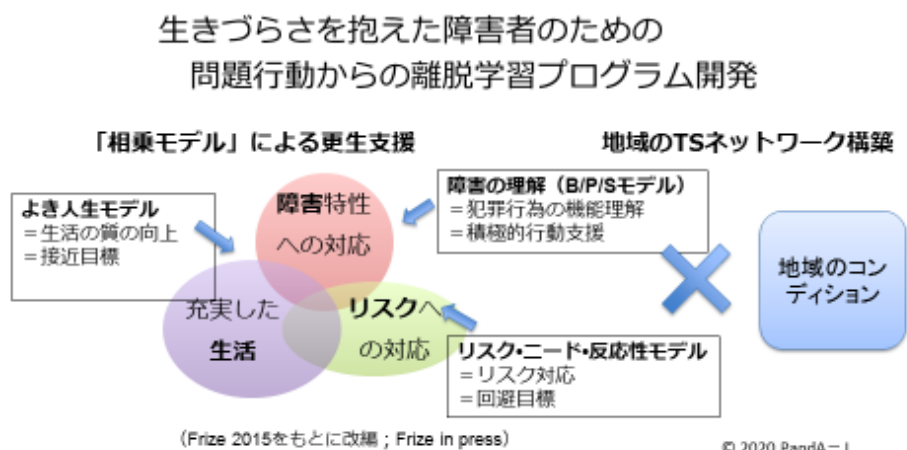 生きづらさを抱えた障害者のための
問題行動からの離脱学習プログラム開発
「相乗モデル」による更生支援
地域のTSネットワーク構築
よき人生モデル
＝生活の質の向上
＝接近目標
障害特性
への対応
障害の理解（B/P/Sモデル）
＝犯罪行為の機能理解
＝積極的行動支援
地域のコン
ディション
充実した
生活
リスクへ
の対応
リスク・ニード・反応性モデル
＝リスク対応
＝回避目標
（Frize 2015をもとに改編；Frize in press）
© 2020 PandA－J